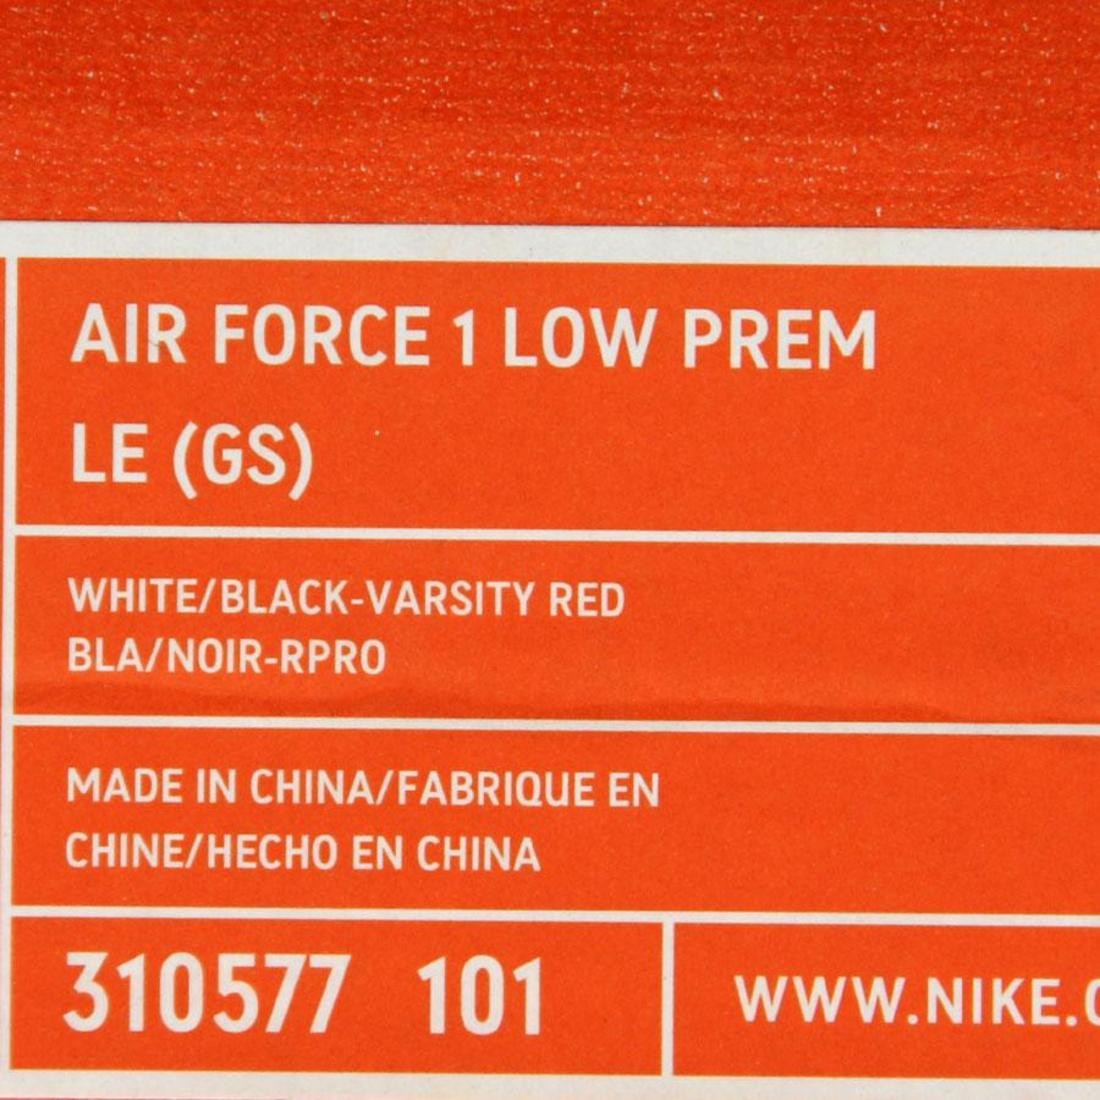 AIR FORCE 1 LOW PREM
LE (GS)
WHITE/BLACK-VARSITY RED
BLA/NOIR-RPRO
MADE IN CHINA/FABRIQUE EN
CHINE/HECHO EN CHINA
310577 101
WWW.NIKE.